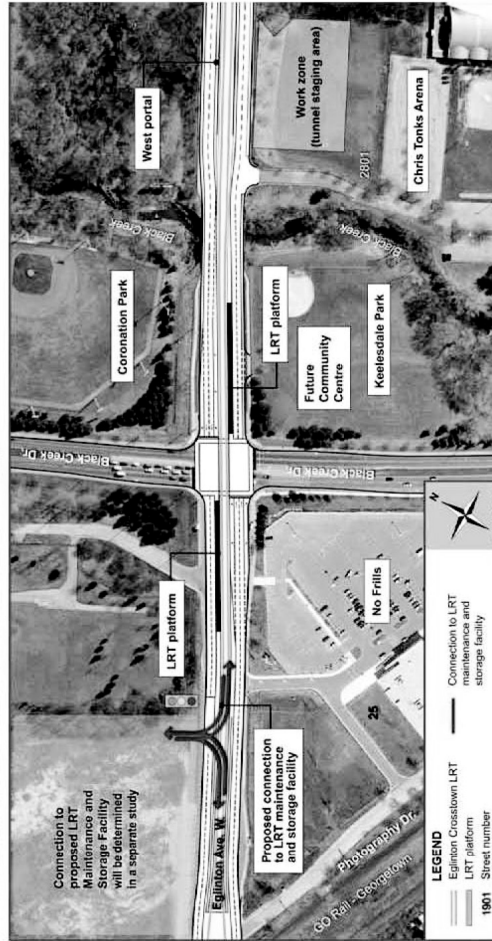 Connection to
proposed LRT
Maintenance and
Storage Facility
will be determined
in a separate study
LRT platform
Black Creek Dr.
Coronation Park
Black Creek
West portal
Eglinton Ave. W
Proposed connection
to LRT maintenance
and storage facility
LRT platform
Work zone
(tunnel staging area)
2801
Future
Community
Centre
Keelesdale Park
Black Creek
Chris Tonks Arena
Black Creek Dr.
No Frills
25
Photography Dr.
GO Rail - Georgetown
LEGEND
Eglinton Crosstown LRT
LRT platform
1901 Street number
Connection to LRT
maintenance and
storage facility
N